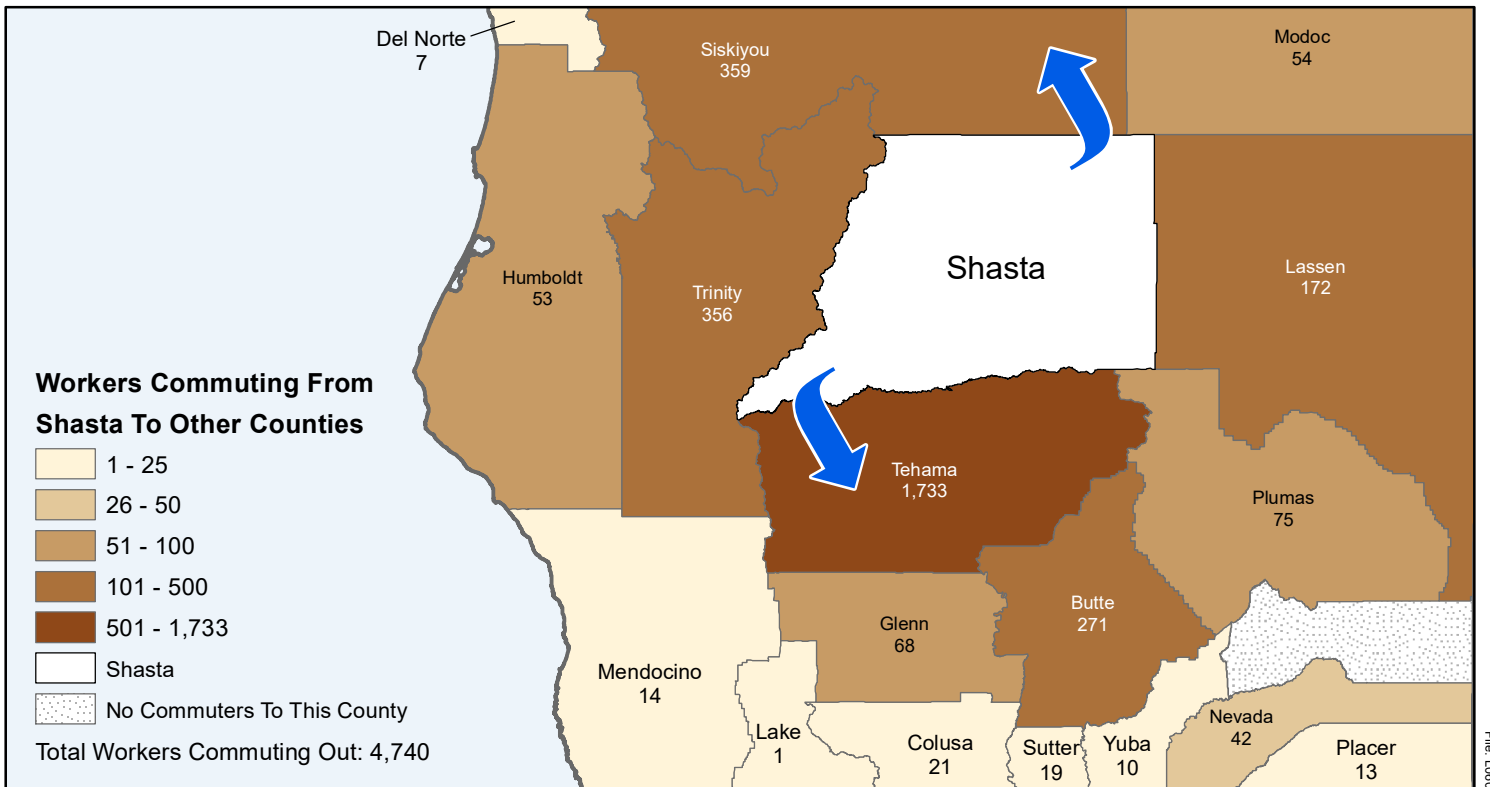 Del Norte
7
Siskiyou
359
Modoc
54
Humboldt
53
Trinity
356
Shasta
Lassen
172
Workers Commuting From
Shasta To Other Counties
1 - 25
26 - 50
51 - 100
101 - 500
501 - 1,733
Shasta
No Commuters To This County
Total Workers Commuting Out: 4,740
Tehama
1,733
Plumas
75
Butte
271
Glenn
68
Mendocino
14
Lake
1
Colusa
21
Sutter
19
Yuba
10
Nevada
42
Placer
13